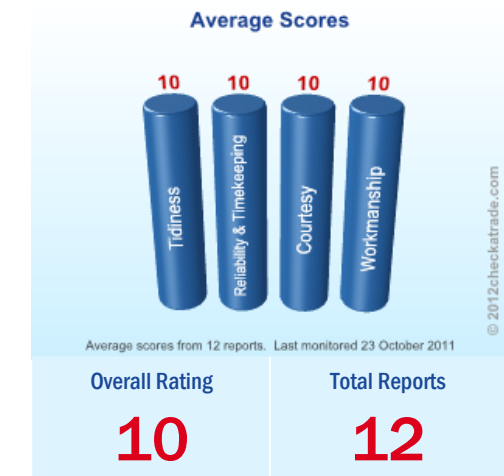 Average Scores
10 10 10 10
Tidiness
Reliability & Timekeeping
Courtesy
Workmanship
© 2012checkatrade.com
Average scores from 12 reports. Last monitored 23 October 2011
Overall Rating Total Reports
10 12